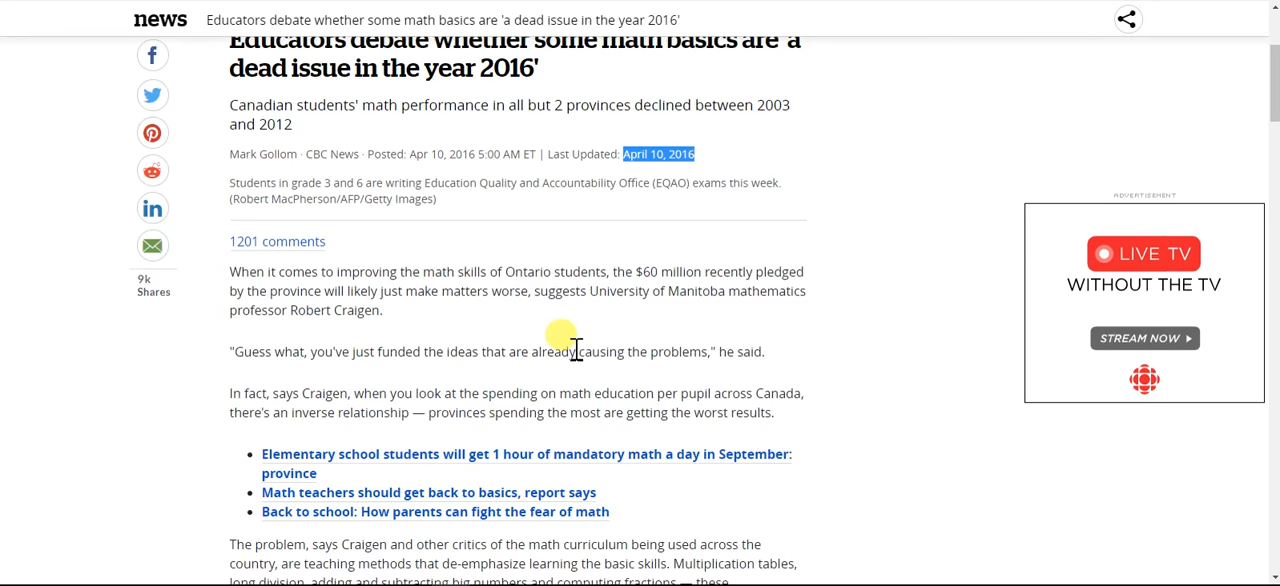 news
Educators debate whether some math basics are 'a dead issue in the year 2016'
Educators debate whether some math basics are 'a
dead issue in the year 2016'
Canadian students' math performance in all but 2 provinces declined between 2003
and 2012
Mark Gollom · CBC News · Posted: Apr 10, 2016 5:00 AM ET | Last Updated: April 10, 2016
Students in grade 3 and 6 are writing Education Quality and Accountability Office (EQAO) exams this week.
(Robert MacPherson/AFP/Getty Images)
1201 comments
9k
Shares
When it comes to improving the math skills of Ontario students, the $60 million recently pledged
by the province will likely just make matters worse, suggests University of Manitoba mathematics
professor Robert Craigen.
"Guess what, you've just funded the ideas that are already causing the problems," he said.
In fact, says Craigen, when you look at the spending on math education per pupil across Canada,
there's an inverse relationship — provinces spending the most are getting the worst results.
• Elementary school students will get 1 hour of mandatory math a day in September:
province
• Math teachers should get back to basics, report says
• Back to school: How parents can fight the fear of math
The problem, says Craigen and other critics of the math curriculum being used across the
country, are teaching methods that de-emphasize learning the basic skills. Multiplication tables,
long division, adding and subtracting big numbers and computing fractions — these
ADVERTISEMENT
LIVE TV
WITHOUT THE TV
STREAM NOW